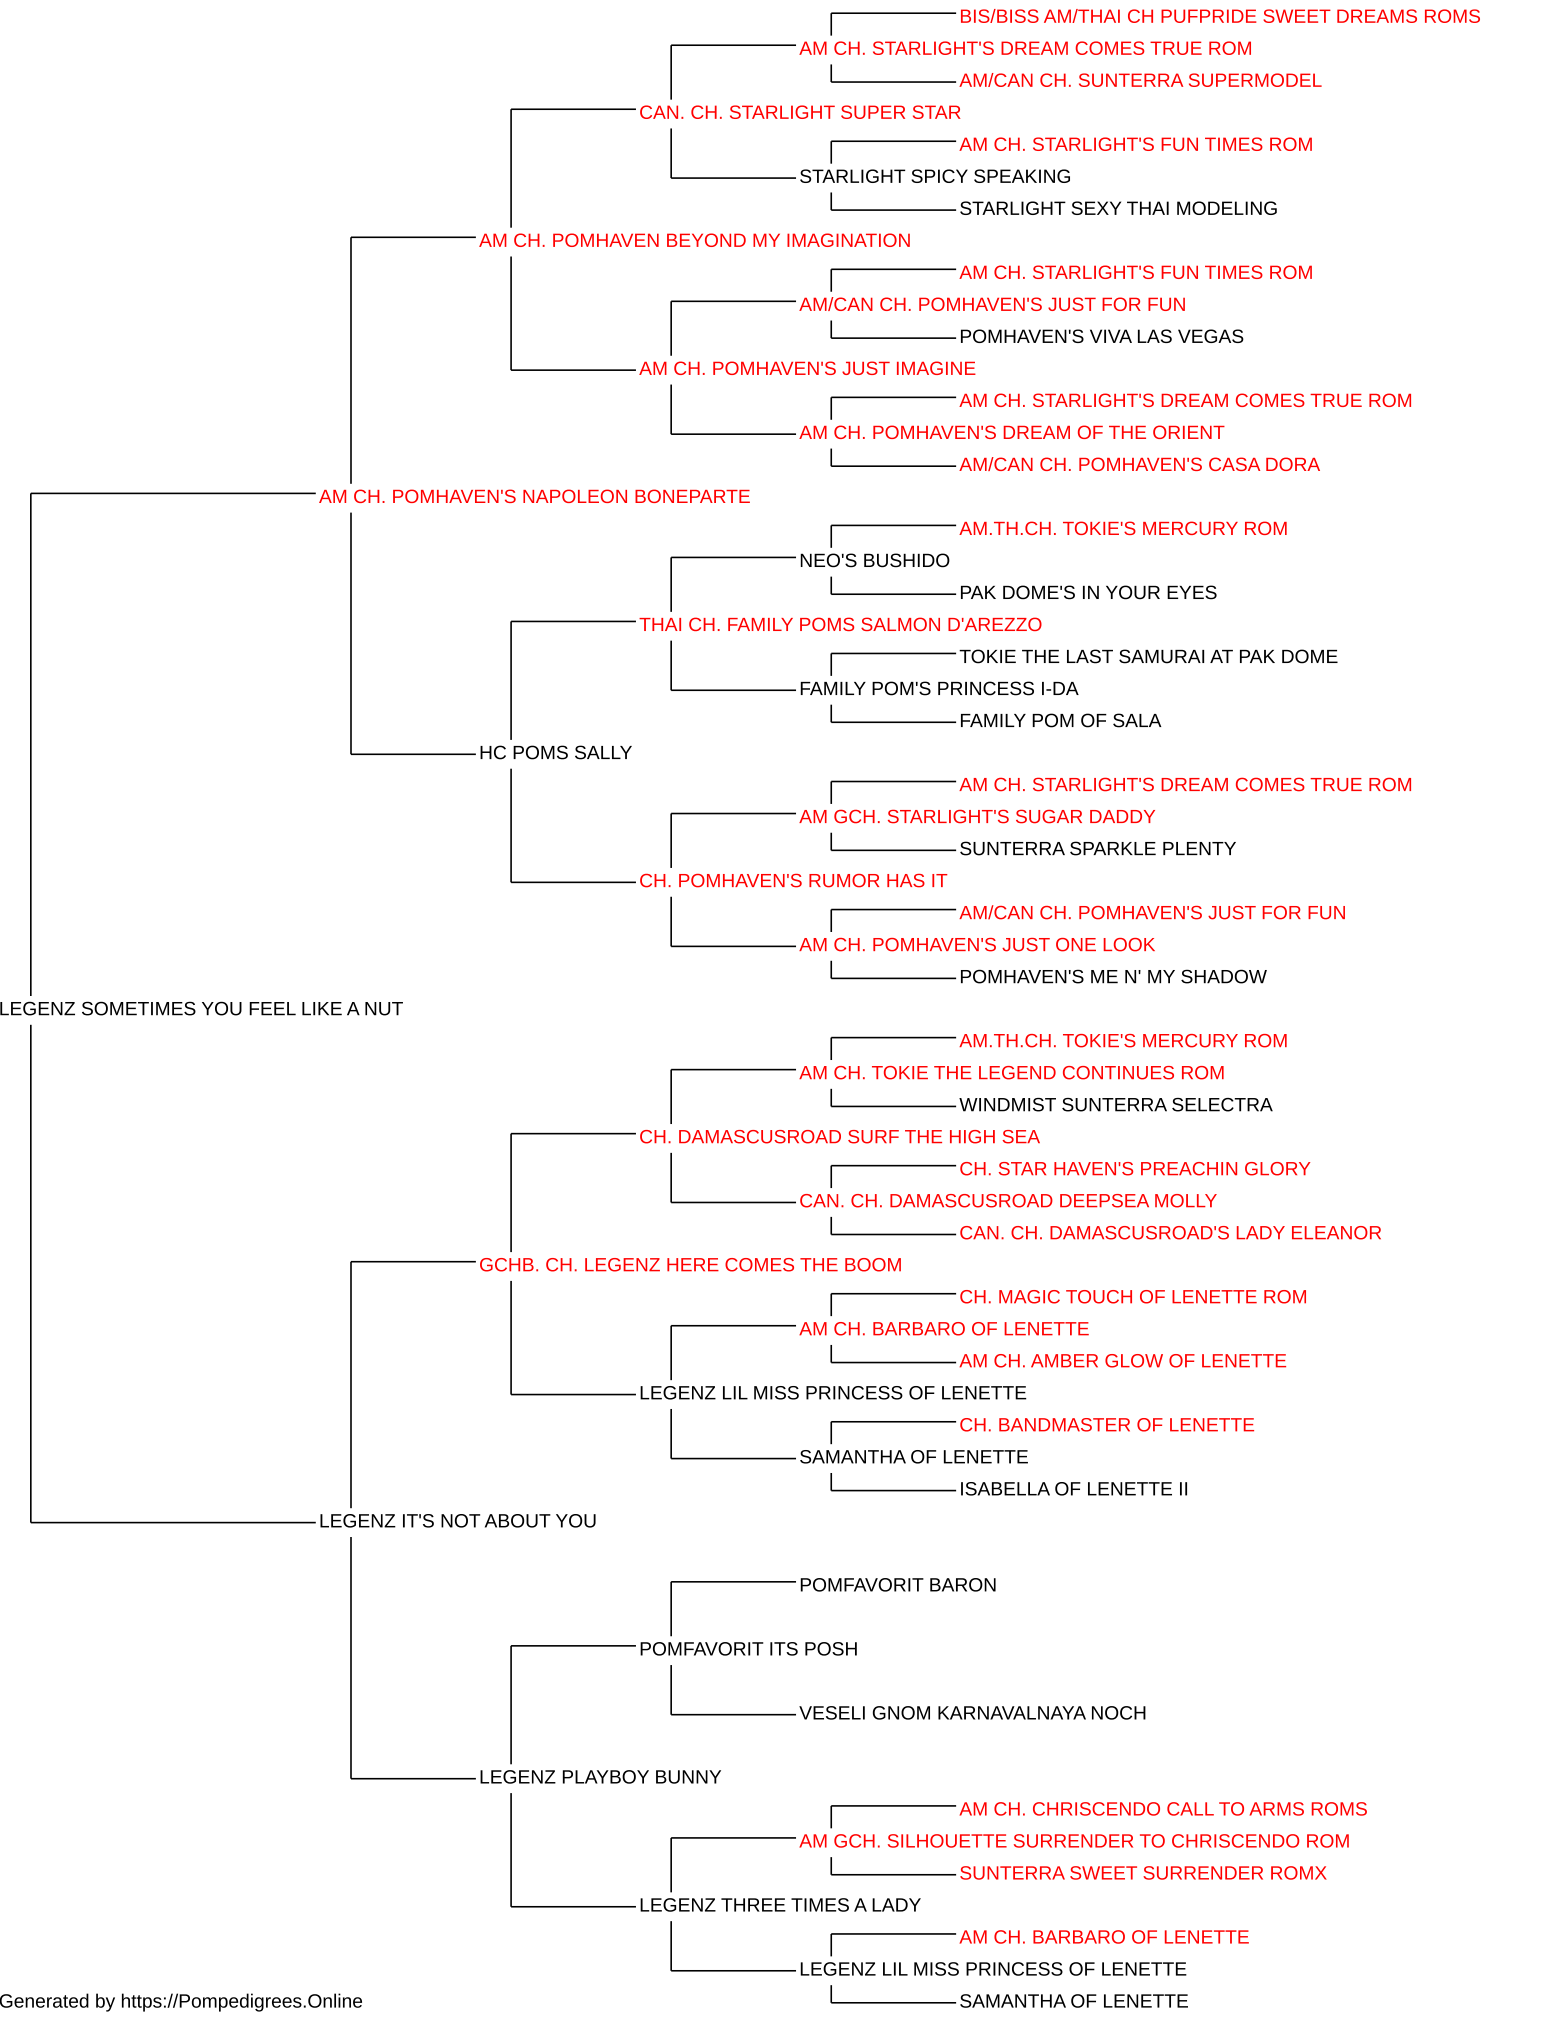 BIS/BISS AM/THAI CH PUFPRIDE SWEET DREAMS ROMS
AM CH. STARLIGHT'S DREAM COMES TRUE ROM
AM/CAN CH. SUNTERRA SUPERMODEL
CAN. CH. STARLIGHT SUPER STAR
AM CH. STARLIGHT'S FUN TIMES ROM
STARLIGHT SPICY SPEAKING
STARLIGHT SEXY THAI MODELING
AM CH. POMHAVEN BEYOND MY IMAGINATION
AM CH. STARLIGHT'S FUN TIMES ROM
AM/CAN CH. POMHAVEN'S JUST FOR FUN
POMHAVEN'S VIVA LAS VEGAS
AM CH. POMHAVEN'S JUST IMAGINE
AM CH. STARLIGHT'S DREAM COMES TRUE ROM
AM CH. POMHAVEN'S DREAM OF THE ORIENT
AM/CAN CH. POMHAVEN'S CASA DORA
AM CH. POMHAVEN'S NAPOLEON BONEPARTE
AM.TH.CH. TOKIE'S MERCURY ROM
NEO'S BUSHIDO
PAK DOME'S IN YOUR EYES
THAI CH. FAMILY POMS SALMON D'AREZZO
TOKIE THE LAST SAMURAI AT PAK DOME
FAMILY POM'S PRINCESS I-DA
FAMILY POM OF SALA
HC POMS SALLY
AM CH. STARLIGHT'S DREAM COMES TRUE ROM
AM GCH. STARLIGHT'S SUGAR DADDY
SUNTERRA SPARKLE PLENTY
CH. POMHAVEN'S RUMOR HAS IT
AM/CAN CH. POMHAVEN'S JUST FOR FUN
AM CH. POMHAVEN'S JUST ONE LOOK
POMHAVEN'S ME N' MY SHADOW
LEGENZ SOMETIMES YOU FEEL LIKE A NUT
AM.TH.CH. TOKIE'S MERCURY ROM
AM CH. TOKIE THE LEGEND CONTINUES ROM
WINDMIST SUNTERRA SELECTRA
CH. DAMASCUSROAD SURF THE HIGH SEA
CH. STAR HAVEN'S PREACHIN GLORY
CAN. CH. DAMASCUSROAD DEEPSEA MOLLY
CAN. CH. DAMASCUSROAD'S LADY ELEANOR
GCHB. CH. LEGENZ HERE COMES THE BOOM
CH. MAGIC TOUCH OF LENETTE ROM
AM CH. BARBARO OF LENETTE
AM CH. AMBER GLOW OF LENETTE
LEGENZ LIL MISS PRINCESS OF LENETTE
CH. BANDMASTER OF LENETTE
SAMANTHA OF LENETTE
ISABELLA OF LENETTE II
LEGENZ IT'S NOT ABOUT YOU
POMFAVORIT BARON
POMFAVORIT ITS POSH
VESELI GNOM KARNAVALNAYA NOCH
LEGENZ PLAYBOY BUNNY
AM CH. CHRISCENDO CALL TO ARMS ROMS
AM GCH. SILHOUETTE SURRENDER TO CHRISCENDO ROM
SUNTERRA SWEET SURRENDER ROMX
LEGENZ THREE TIMES A LADY
AM CH. BARBARO OF LENETTE
LEGENZ LIL MISS PRINCESS OF LENETTE
SAMANTHA OF LENETTE
Generated by https://Pompedigrees.Online